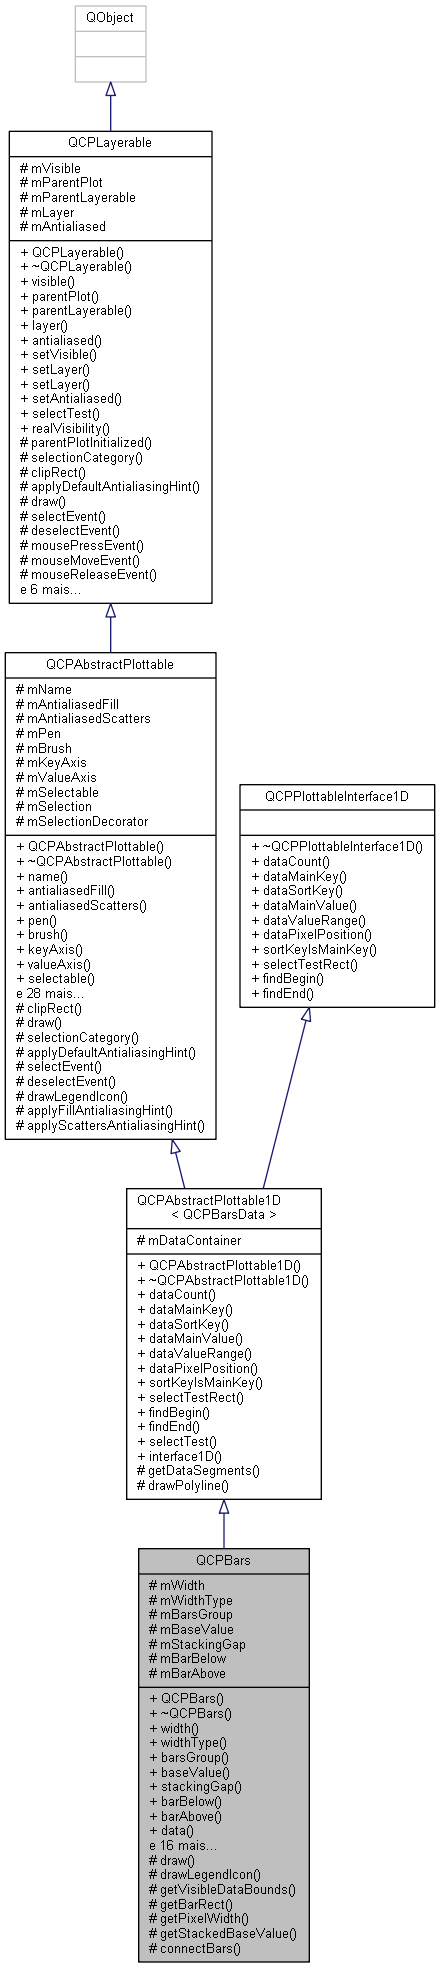 QObject
QCPLayerable
# mVisible
# mParentPlot
# mParentLayerable
# mLayer
# mAntialiased
+ QCPLayerable()
+ ~QCPLayerable()
+ visible()
+ parentPlot()
+ parentLayerable()
+ layer()
+ antialiased()
+ setVisible()
+ setLayer()
+ setLayer()
+ setAntialiased()
+ selectTest()
+ realVisibility()
# parentPlotInitialized()
# selectionCategory()
# clipRect()
# applyDefaultAntialiasingHint()
# draw()
# selectEvent()
# deselectEvent()
# mousePressEvent()
# mouseMoveEvent()
# mouseReleaseEvent()
e 6 mais...
QCPAbstractPlottable
# mName
# mAntialiasedFill
# mAntialiasedScatters
# mPen
# mBrush
# mKeyAxis
# mValueAxis
# mSelectable
# mSelection
# mSelectionDecorator
+ QCPAbstractPlottable()
+ ~QCPAbstractPlottable()
+ name()
+ antialiasedFill()
+ antialiasedScatters()
+ pen()
+ brush()
+ keyAxis()
+ valueAxis()
+ selectable()
e 28 mais...
# clipRect()
# draw()
# selectionCategory()
# applyDefaultAntialiasingHint()
# selectEvent()
# deselectEvent()
# drawLegendIcon()
# applyFillAntialiasingHint()
# applyScattersAntialiasingHint()
QCPPlottableInterface1D
+ ~QCPPlottableInterface1D()
+ dataCount()
+ dataMainKey()
+ dataSortKey()
+ dataMainValue()
+ dataValueRange()
+ dataPixelPosition()
+ sortKeyIsMainKey()
+ selectTestRect()
+ findBegin()
+ findEnd()
QCPAbstractPlottable1D
< QCPBarsData >
# mDataContainer
+ QCPAbstractPlottable1D()
+ ~QCPAbstractPlottable1D()
+ dataCount()
+ dataMainKey()
+ dataSortKey()
+ dataMainValue()
+ dataValueRange()
+ dataPixelPosition()
+ sortKeyIsMainKey()
+ selectTestRect()
+ findBegin()
+ findEnd()
+ selectTest()
+ interface1D()
# getDataSegments()
# drawPolyline()
QCPBars
# mWidth
# mWidthType
# mBarsGroup
# mBaseValue
# mStackingGap
# mBarBelow
# mBarAbove
+ QCPBars()
+ ~QCPBars()
+ width()
+ widthType()
+ barsGroup()
+ baseValue()
+ stackingGap()
+ barBelow()
+ barAbove()
+ data()
e 16 mais...
# draw()
# drawLegendIcon()
# getVisibleDataBounds()
# getBarRect()
# getPixelWidth()
# getStackedBaseValue()
# connectBars()